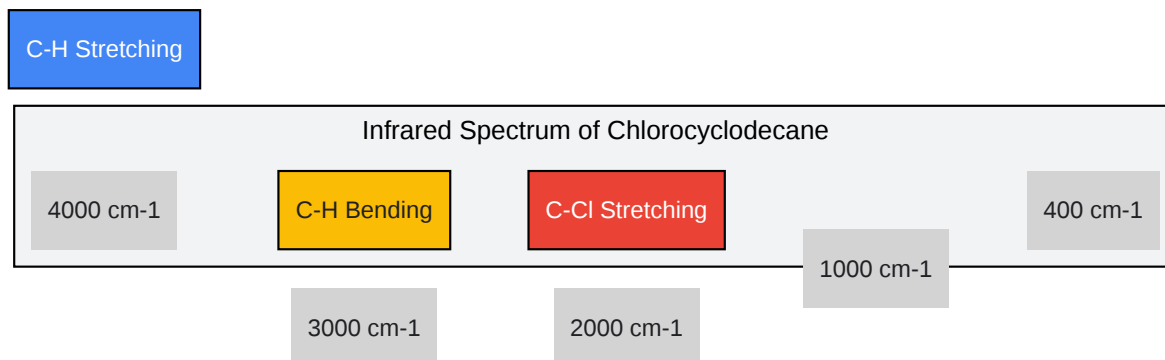 C-H Stretching
Infrared Spectrum of Chlorocyclodecane
4000 cm-1
C-H Bending
C-Cl Stretching
400 cm-1
1000 cm-1
3000 cm-1
2000 cm-1